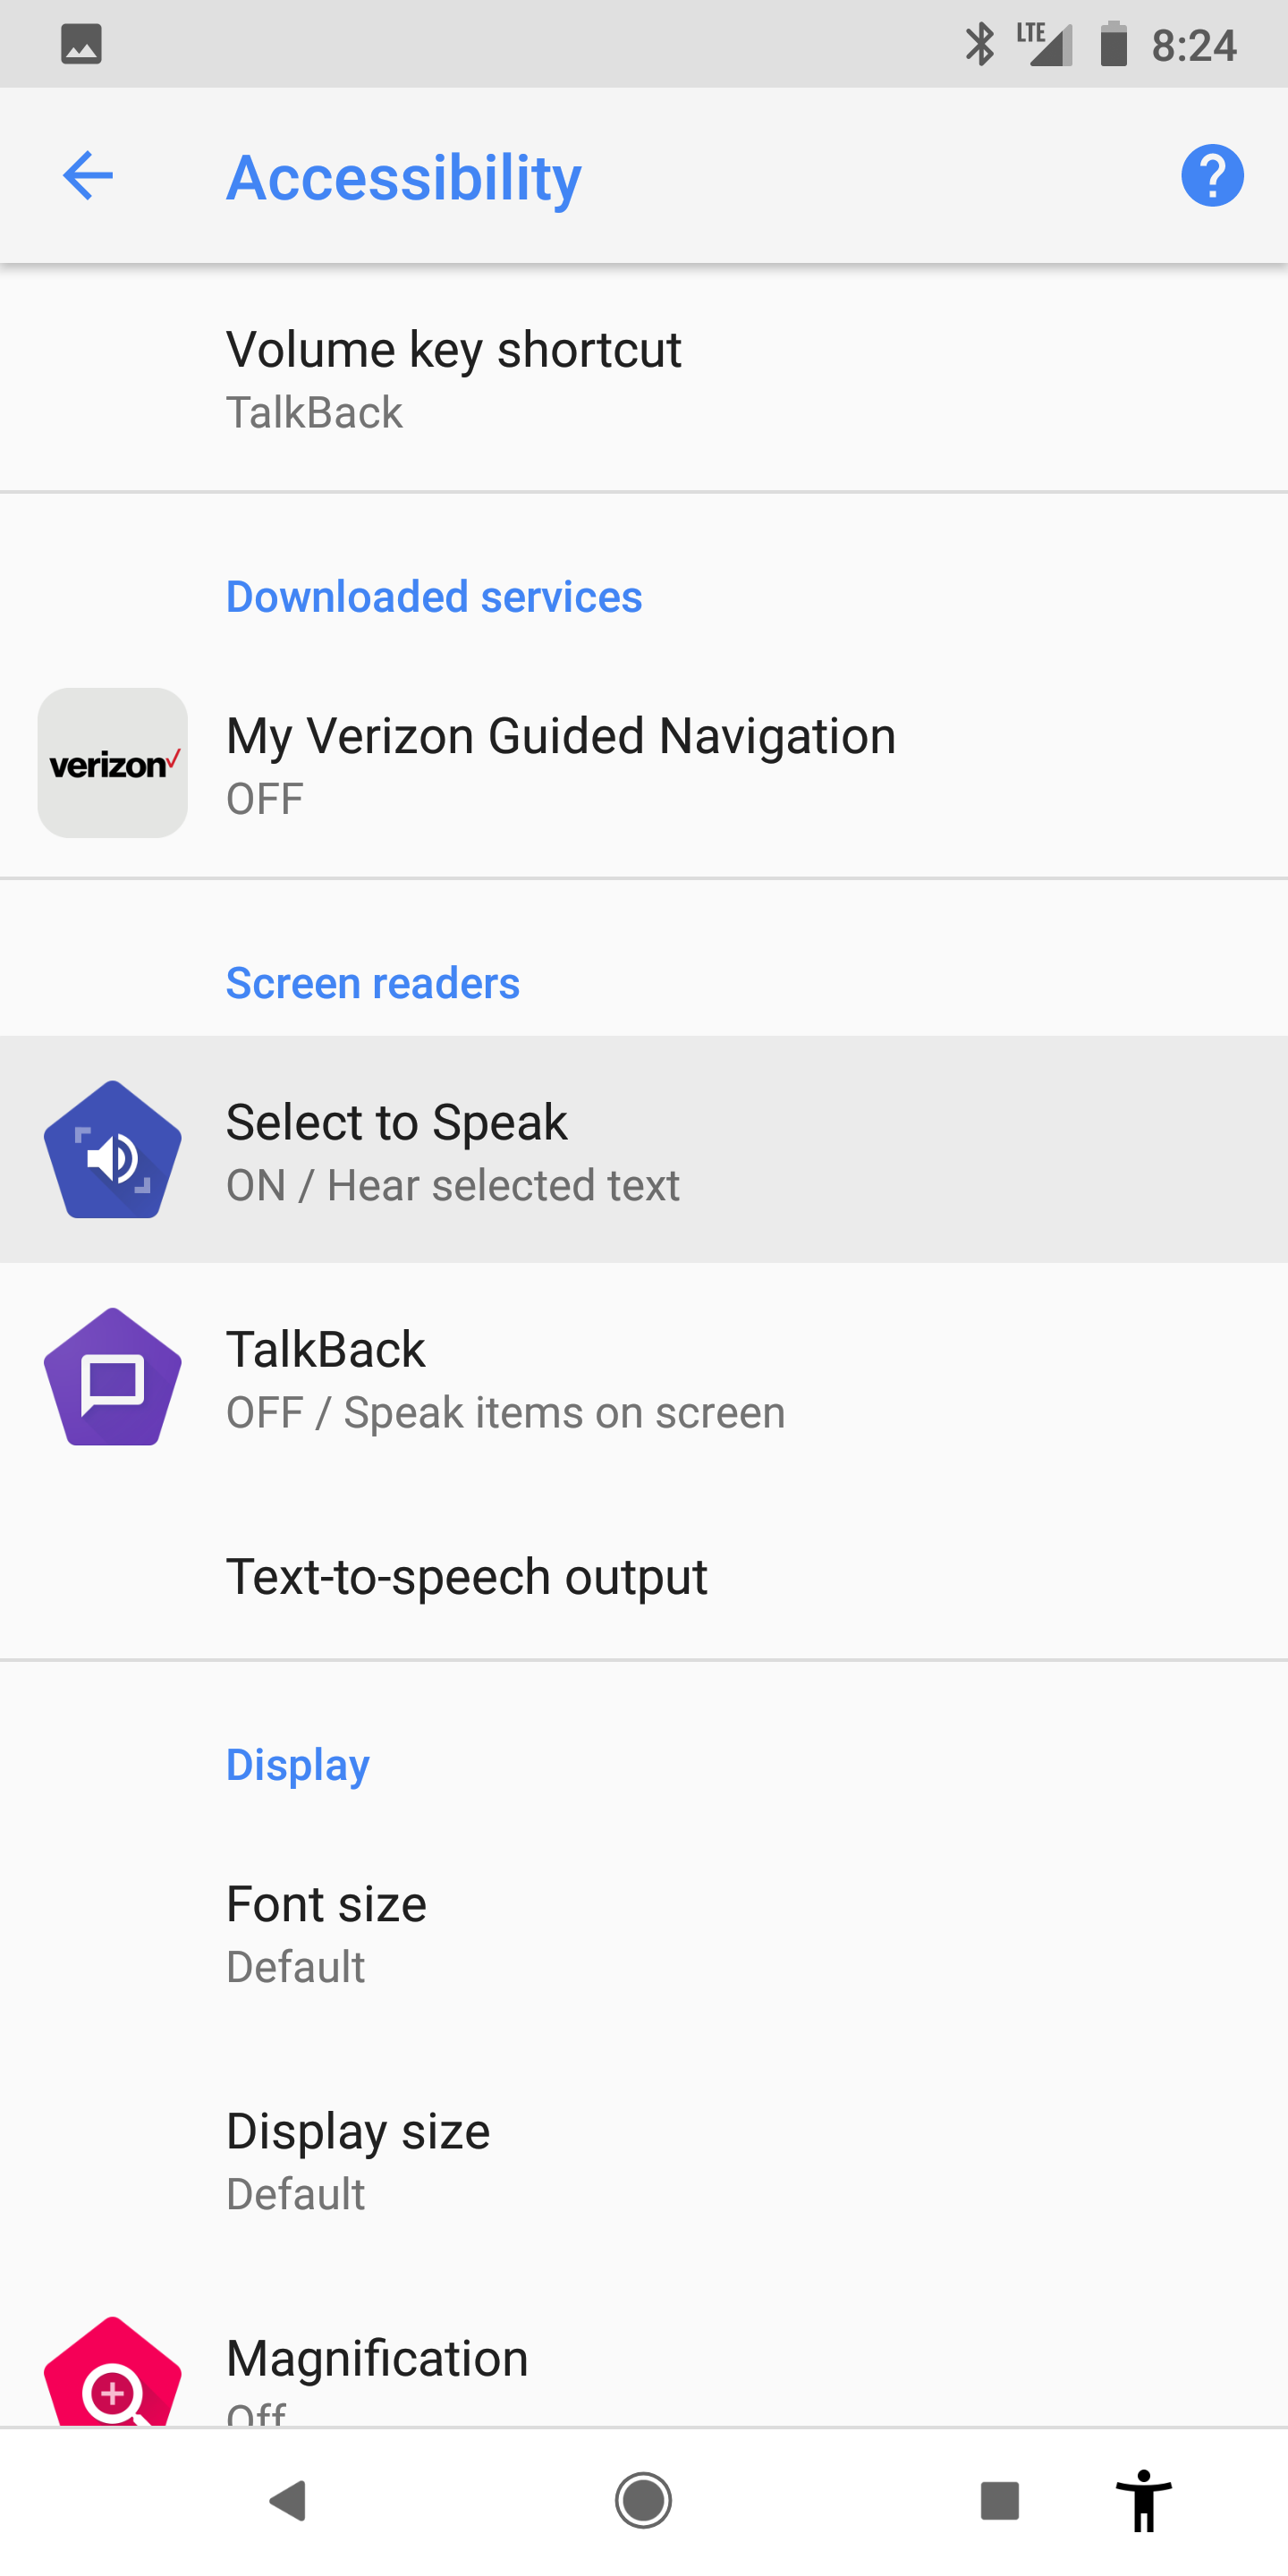 LTE 8:24
Accessibility
Volume key shortcut
TalkBack
Downloaded services
verizon
My Verizon Guided Navigation
OFF
Screen readers
Select to Speak
ON / Hear selected text
TalkBack
OFF / Speak items on screen
Text-to-speech output
Display
Font size
Default
Display size
Default
Magnification
Off